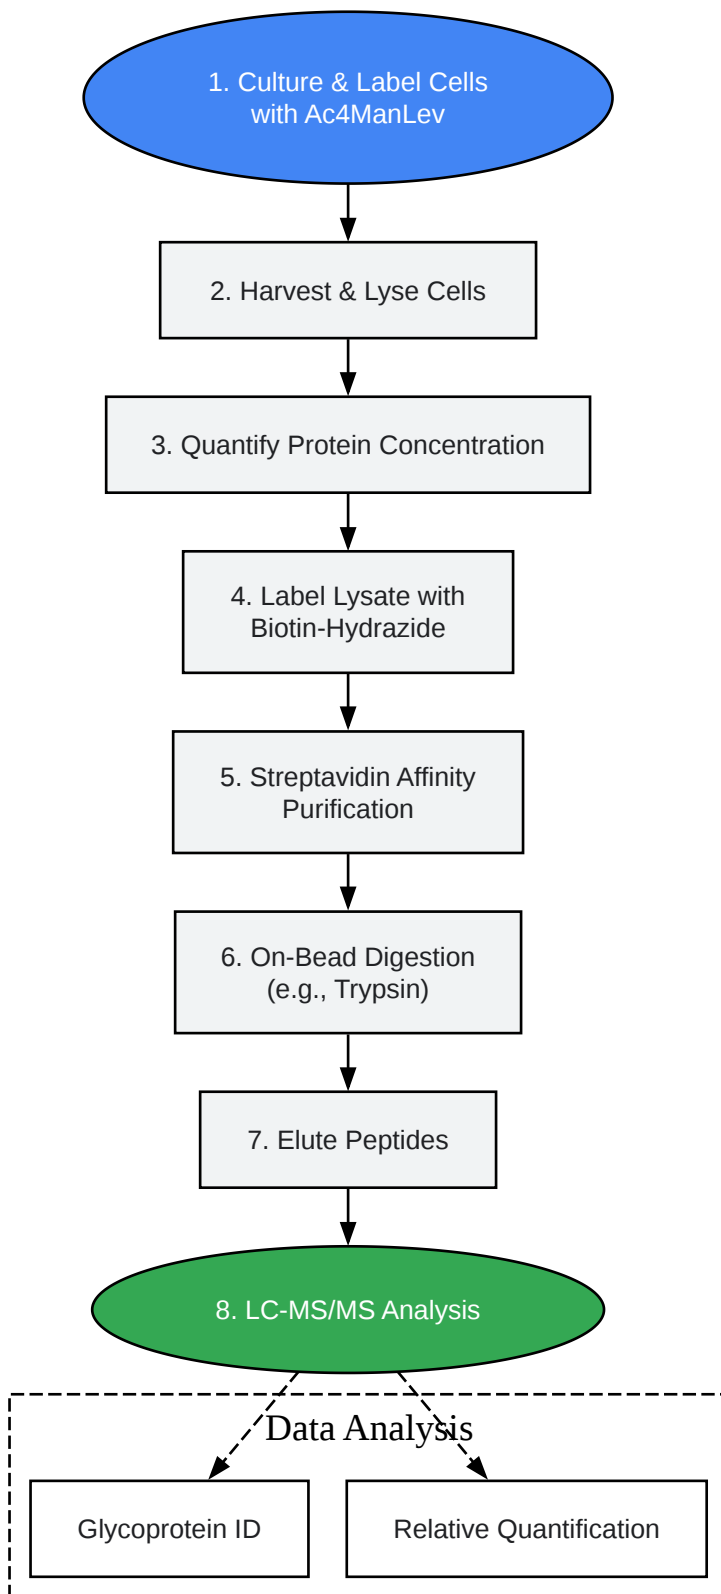 1. Culture & Label Cells
with Ac4ManLev
2. Harvest & Lyse Cells
3. Quantify Protein Concentration
4. Label Lysate with
Biotin-Hydrazide
5. Streptavidin Affinity
Purification
6. On-Bead Digestion
(e.g., Trypsin)
7. Elute Peptides
8. LC-MS/MS Analysis
Data Analysis
Glycoprotein ID
Relative Quantification